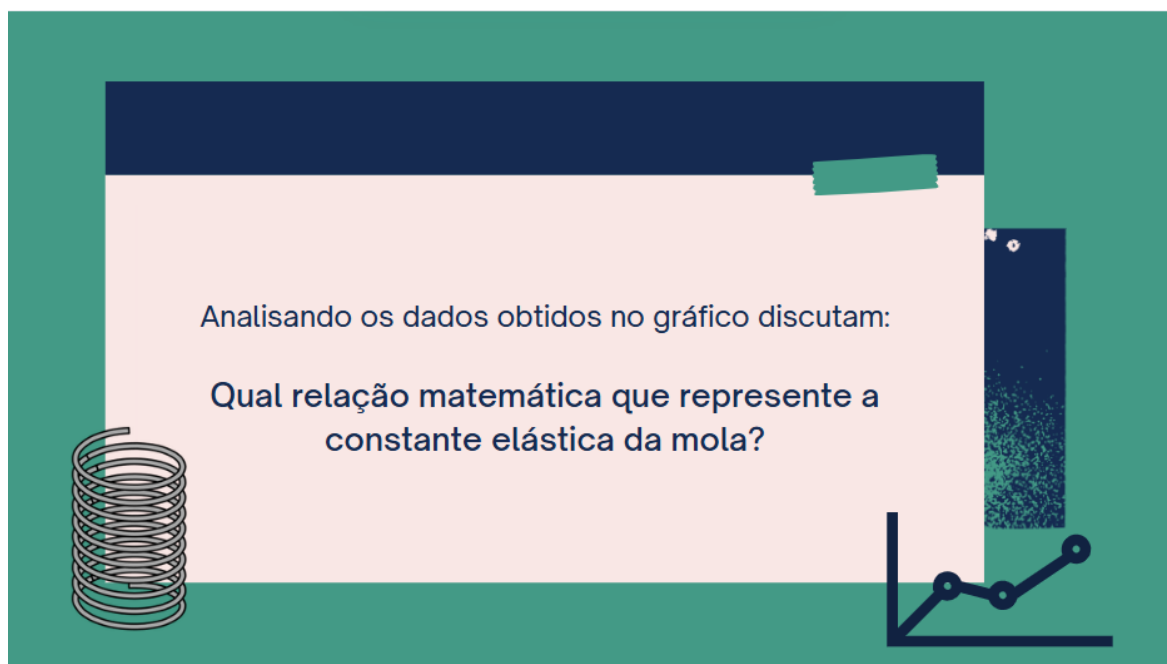 Analisando os dados obtidos no gráfico discutam:
Qual relação matemática que represente a
constante elástica da mola?